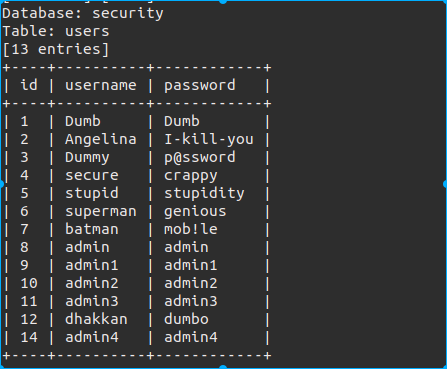 Database: security
Table: users
[13 entries]
+----+----------+------------+
| id | username | password   |
+----+----------+------------+
| 1  | Dumb     | Dumb       |
| 2  | Angelina | I-kill-you |
| 3  | Dummy    | p@ssword   |
| 4  | secure   | crappy     |
| 5  | stupid   | stupidity  |
| 6  | superman | genious    |
| 7  | batman   | mob!le     |
| 8  | admin    | admin      |
| 9  | admin1   | admin1     |
| 10 | admin2   | admin2     |
| 11 | admin3   | admin3     |
| 12 | dhakkan  | dumbo      |
| 14 | admin4   | admin4     |
+----+----------+------------+